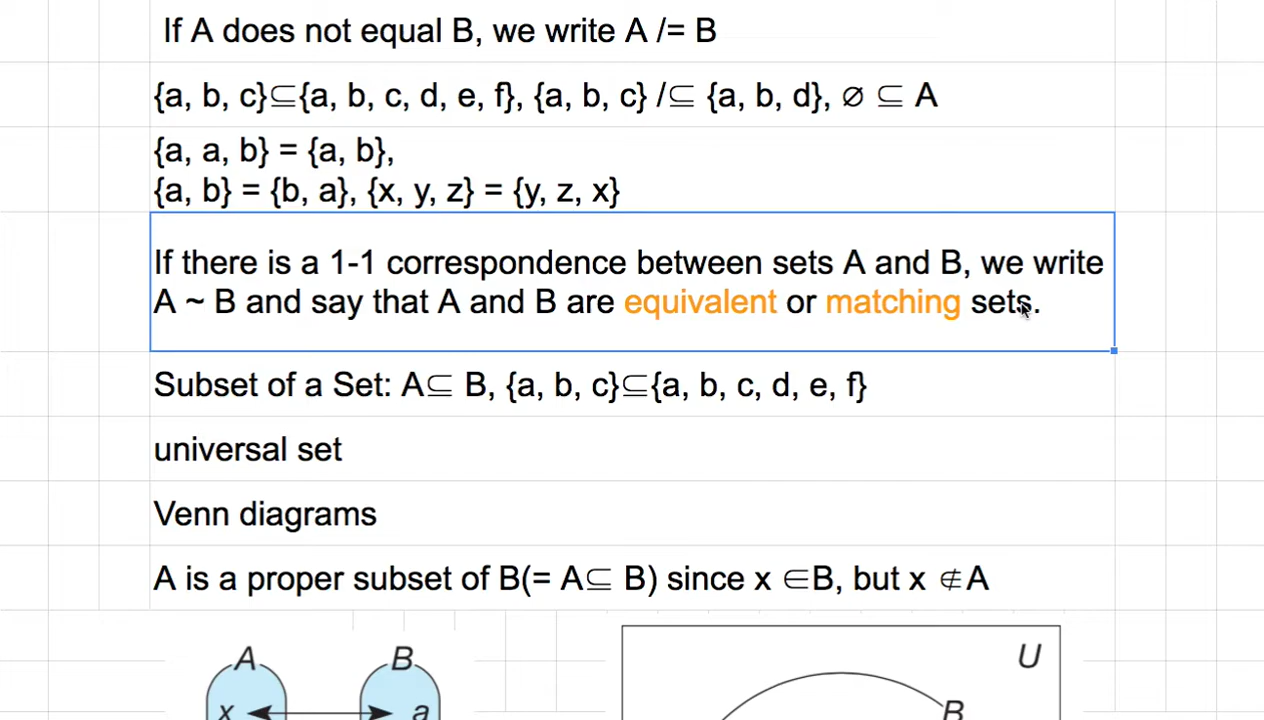 If A does not equal B, we write A /= B
{a, b, c}⊆{a, b, c, d, e, f}, {a, b, c} /⊆ {a, b, d}, ∅ ⊆ A
{a, a, b} = {a, b},
{a, b} = {b, a}, {x, y, z} = {y, z, x}
If there is a 1-1 correspondence between sets A and B, we write
A ~ B and say that A and B are equivalent or matching sets.
Subset of a Set: A⊆ B, {a, b, c}⊆{a, b, c, d, e, f}
universal set
Venn diagrams
A is a proper subset of B(= A⊆ B) since x ∈B, but x ∉A
A B U
x a B